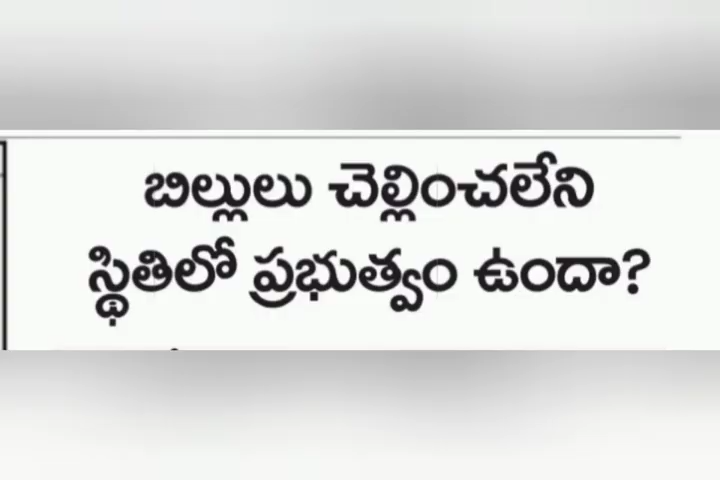 బిల్లులు చెల్లించలేని
స్థితిలో ప్రభుత్వం ఉందా?